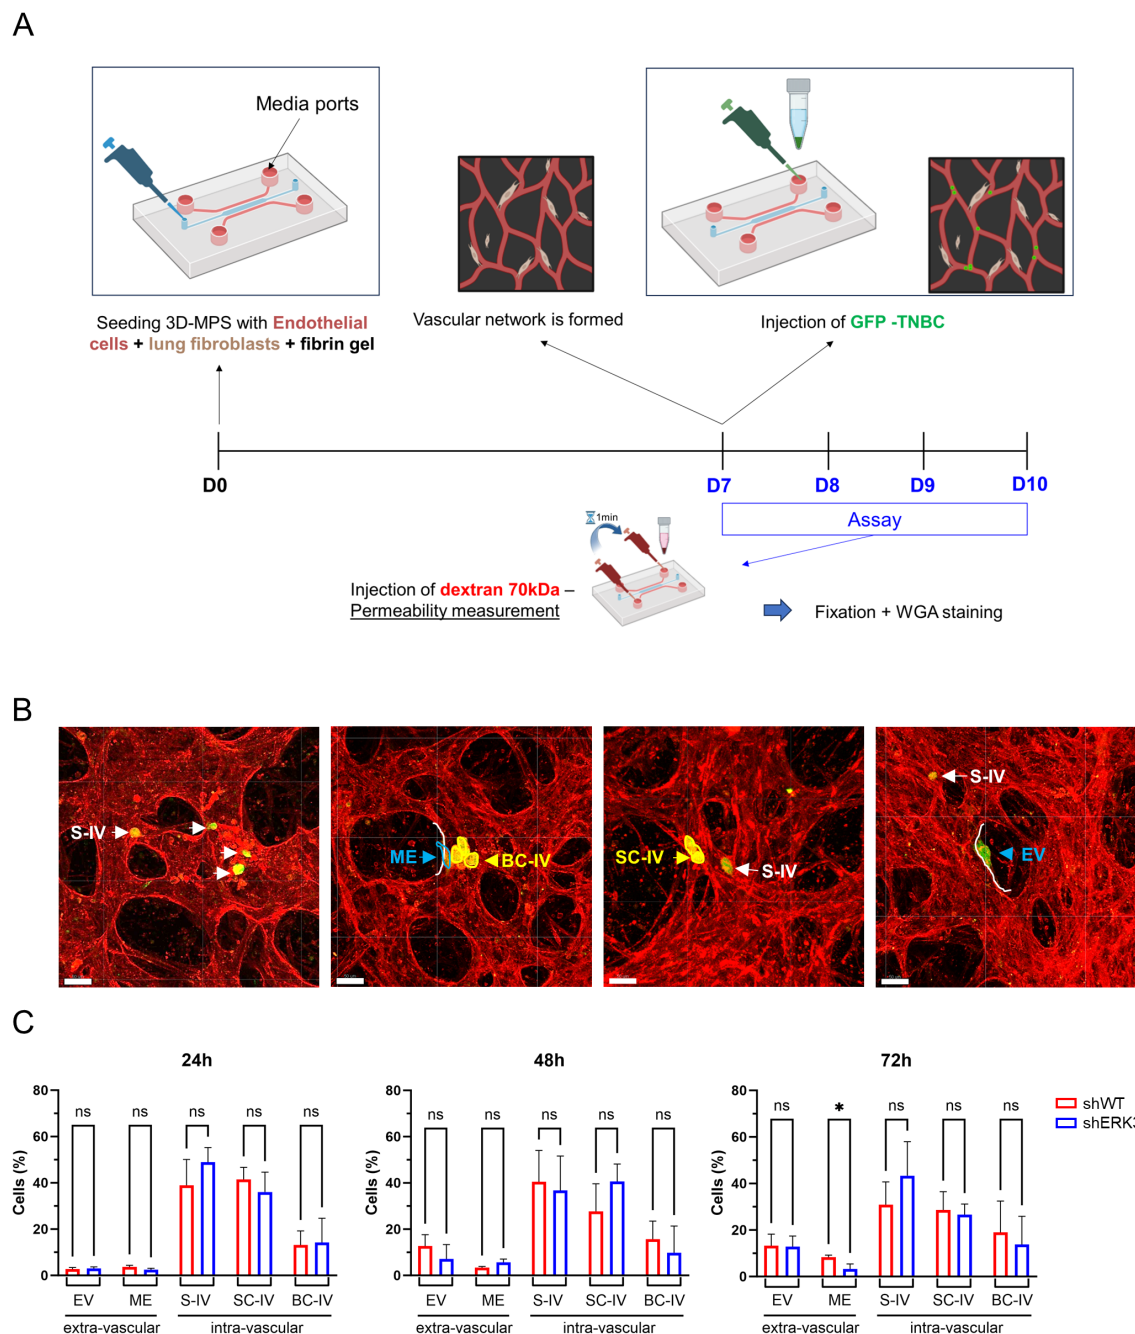 A
Media ports
Seeding 3D-MPS with Endothelial
cells + lung fibroblasts + fibrin gel
Vascular network is formed
Injection of GFP -TNBC
D0
D7
D8
D9
D10
Assay
1min
Injection of dextran 70kDa –
Permeability measurement
Fixation + WGA staining
B
S-IV
ME
BC-IV
SC-IV
S-IV
S-IV
EV
C
24h
48h
72h
shWT
shERK3
Cells (%)
80
60
40
20
0
ns
ns
ns
ns
ns
EV
ME
S-IV
SC-IV
BC-IV
extra-vascular
intra-vascular
Cells (%)
80
60
40
20
0
ns
ns
ns
ns
ns
EV
ME
S-IV
SC-IV
BC-IV
extra-vascular
intra-vascular
Cells (%)
80
60
40
20
0
ns
*
ns
ns
ns
EV
ME
S-IV
SC-IV
BC-IV
extra-vascular
intra-vascular